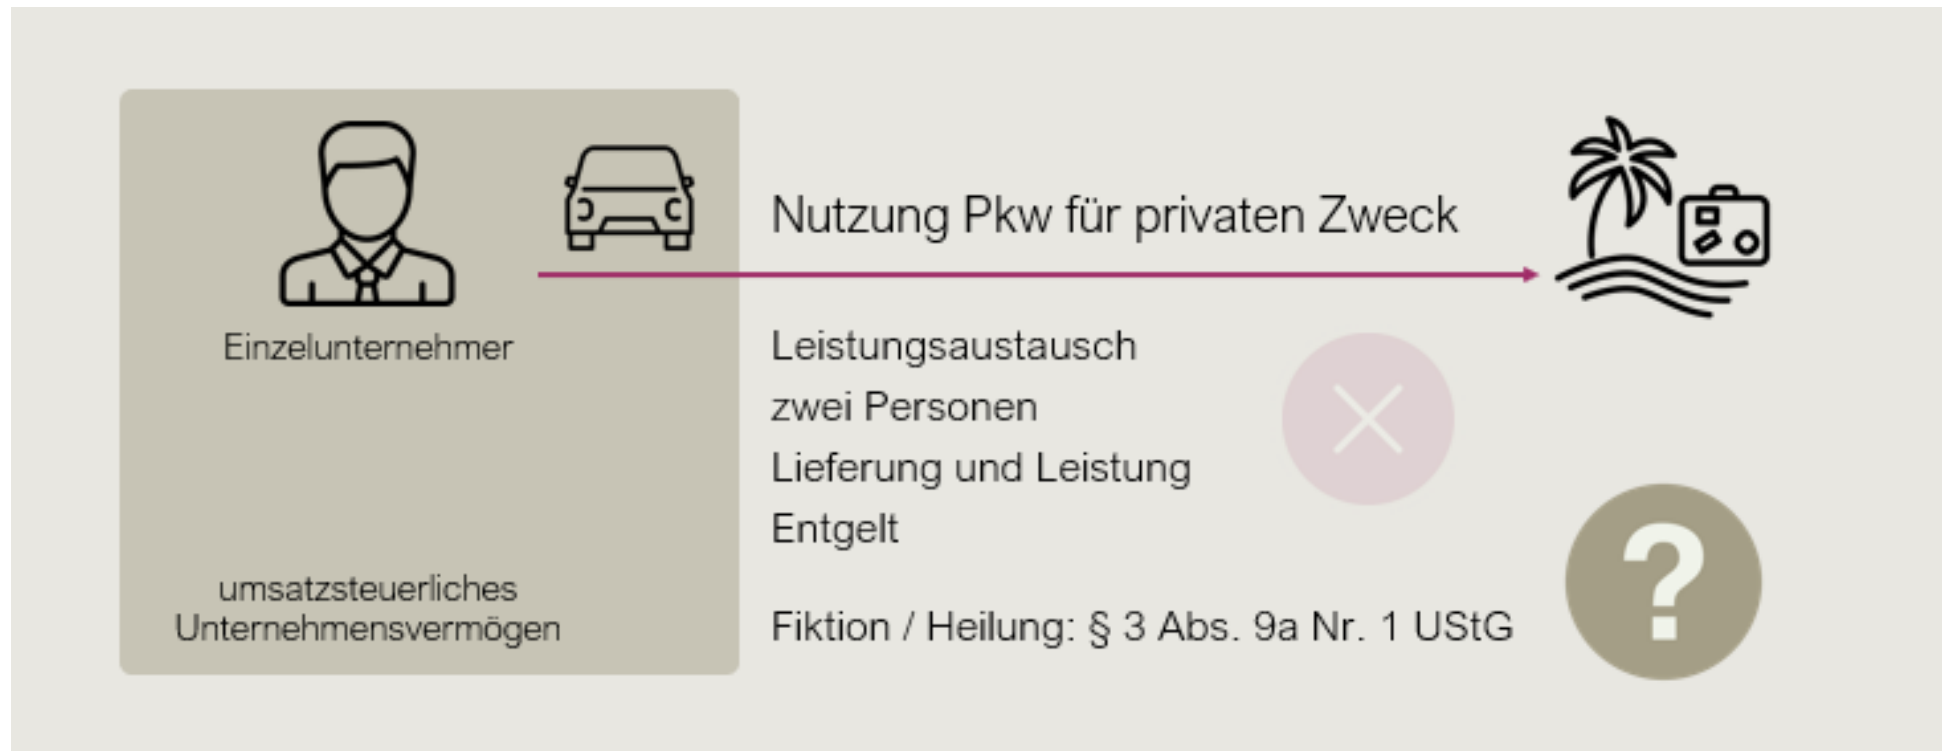 Nutzung Pkw für privaten Zweck
Einzelunternehmer
Leistungsaustausch
zwei Personen
Lieferung und Leistung
Entgelt
umsatzsteuerliches
Unternehmensvermögen
Fiktion / Heilung: § 3 Abs. 9a Nr. 1 UStG
?